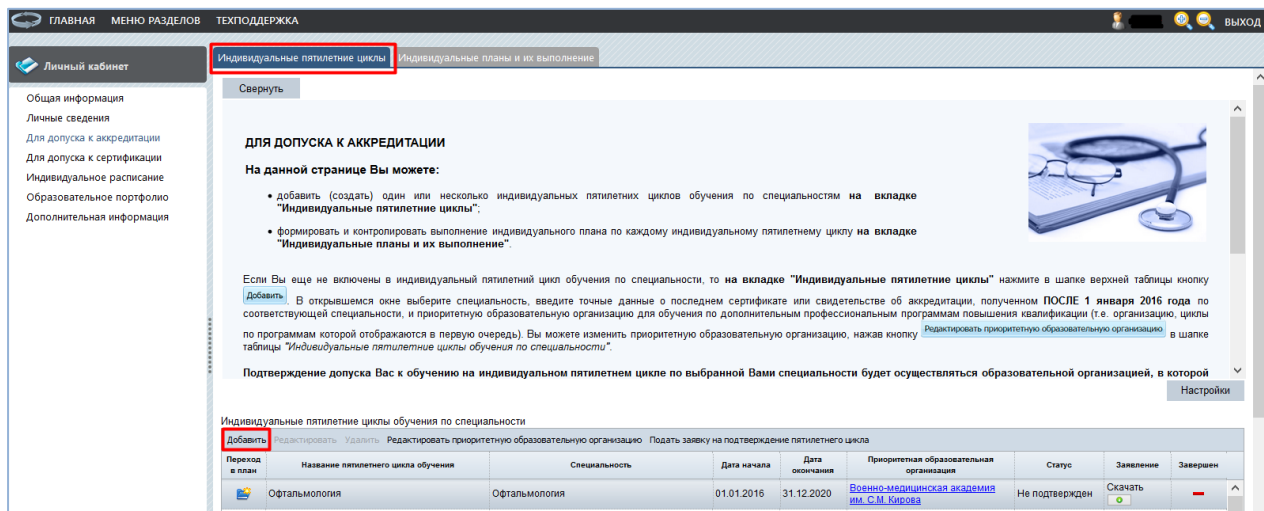 ГЛАВНАЯ МЕНЮ РАЗДЕЛОВ ТЕХПОДДЕРЖКА ВЫХОД
Личный кабинет
Общая информация
Личные сведения
Для допуска к аккредитации
Для допуска к сертификации
Индивидуальное расписание
Образовательное портфолио
Дополнительная информация
Индивидуальные пятилетние циклы Индивидуальные планы и их выполнение
Свернуть
ДЛЯ ДОПУСКА К АККРЕДИТАЦИИ
На данной странице Вы можете:
• добавить (создать) один или несколько индивидуальных пятилетних циклов обучения по специальностям на вкладке
"Индивидуальные пятилетние циклы";
• формировать и контролировать выполнение индивидуального плана по каждому индивидуальному пятилетнему циклу на вкладке
"Индивидуальные планы и их выполнение".
Если Вы еще не включены в индивидуальный пятилетний цикл обучения по специальности, то на вкладке "Индивидуальные пятилетние циклы" нажмите в шапке верхней таблицы кнопку
Добавить. В открывшемся окне выберите специальность, введите точные данные о последнем сертификате или свидетельстве об аккредитации, полученном ПОСЛЕ 1 января 2016 года по
соответствующей специальности, и приоритетную образовательную организацию для обучения по дополнительным профессиональным программам повышения квалификации (т.е. организацию, циклы
по программам которой отображаются в первую очередь). Вы можете изменить приоритетную образовательную организацию, нажав кнопку Редактировать приоритетную образовательную организацию в шапке
таблицы "Индивидуальные пятилетние циклы обучения по специальности".
Подтверждение допуска Вас к обучению на индивидуальном пятилетнем цикле по выбранной Вами специальности будет осуществляться образовательной организацией, в которой
Настройки
Индивидуальные пятилетние циклы обучения по специальности
Добавить Редактировать Удалить Редактировать приоритетную образовательную организацию Подать заявку на подтверждение пятилетнего цикла
Переход в план Название пятилетнего цикла обучения Специальность Дата начала Дата окончания Приоритетная образовательная организация Статус Заявление Завершен
Офтальмология Офтальмология 01.01.2016 31.12.2020 Военно-медицинская академия им. С.М. Кирова Не подтвержден Скачать